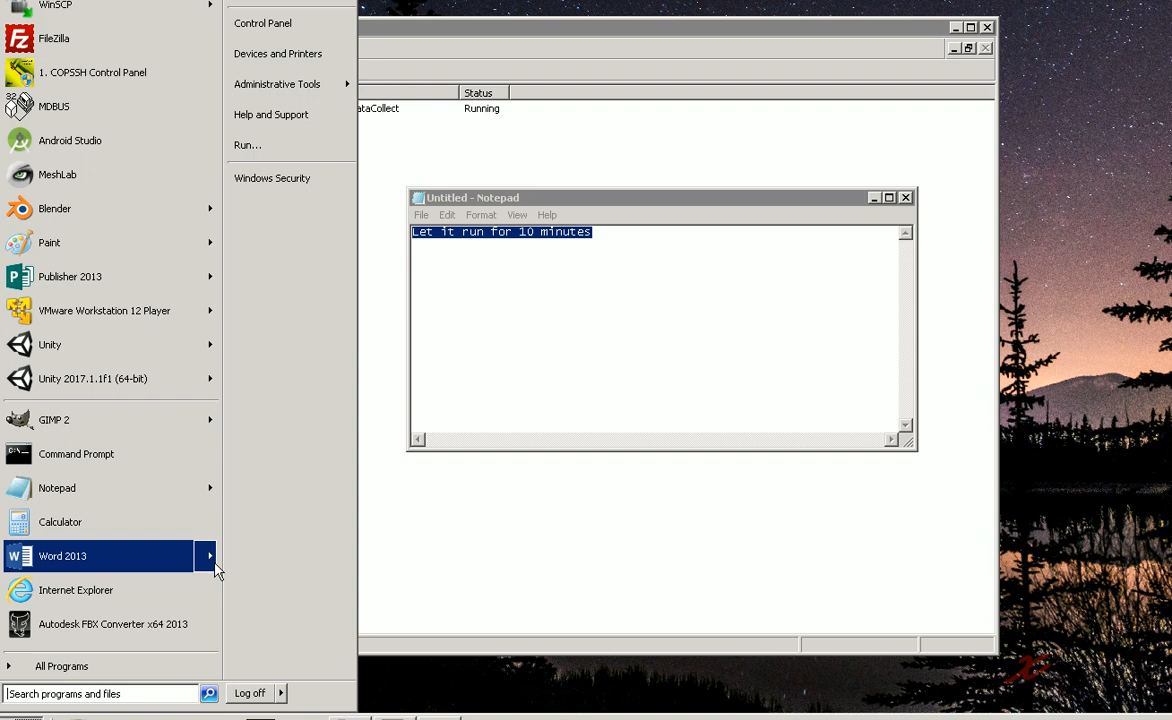 WinSCP
FileZilla
1. COPSSH Control Panel
MDBUS
Android Studio
MeshLab
Blender
Paint
Publisher 2013
VMware Workstation 12 Player
Unity
Unity 2017.1.1f1 (64-bit)
GIMP 2
Command Prompt
Notepad
Calculator
Word 2013
Internet Explorer
Autodesk FBX Converter x64 2013
All Programs
Search programs and files
Control Panel
Devices and Printers
Administrative Tools
Help and Support
Run...
Windows Security
Log off
Status
ataCollect Running
Untitled - Notepad
File Edit Format View Help
Let it run for 10 minutes